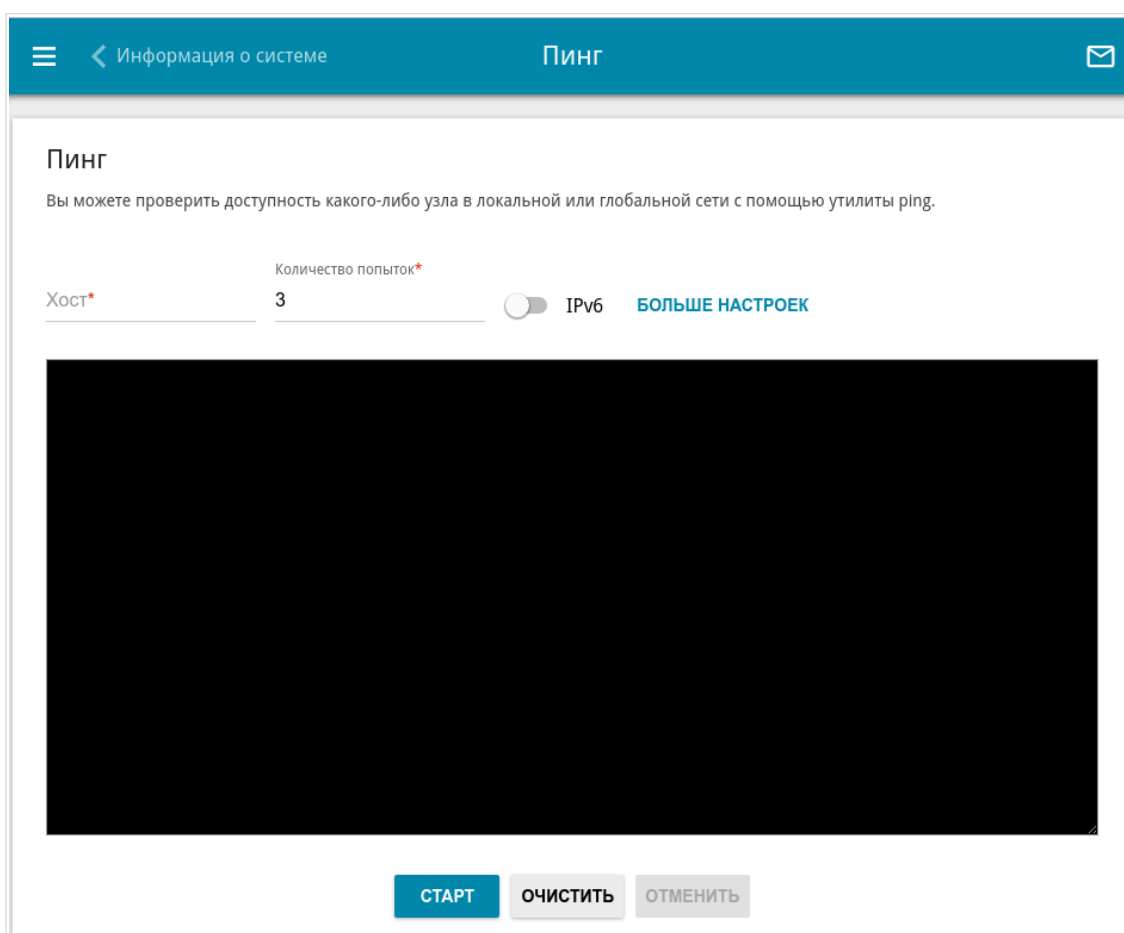 Информация о системе
Пинг
Пинг
Вы можете проверить доступность какого-либо узла в локальной или глобальной сети с помощью утилиты ping.
Количество попыток*
Хост*
3
IPv6
БОЛЬШЕ НАСТРОЕК
СТАРТ
ОЧИСТИТЬ
ОТМЕНИТЬ